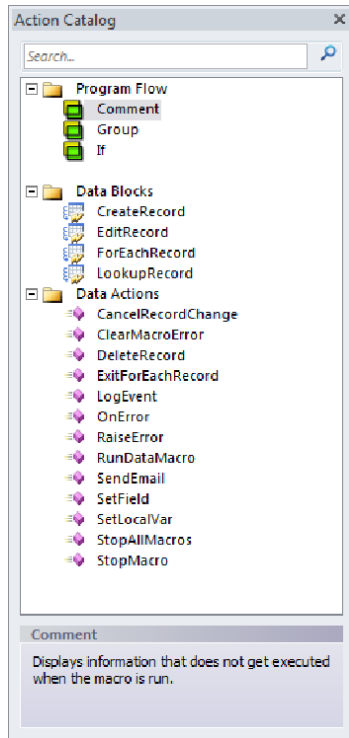 Action Catalog
Search...
Program Flow
Comment
Group
If
Data Blocks
CreateRecord
EditRecord
ForEachRecord
LookupRecord
Data Actions
CancelRecordChange
ClearMacroError
DeleteRecord
ExitForEachRecord
LogEvent
OnError
RaiseError
RunDataMacro
SendEmail
SetField
SetLocalVar
StopAllMacros
StopMacro
Comment
Displays information that does not get executed
when the macro is run.